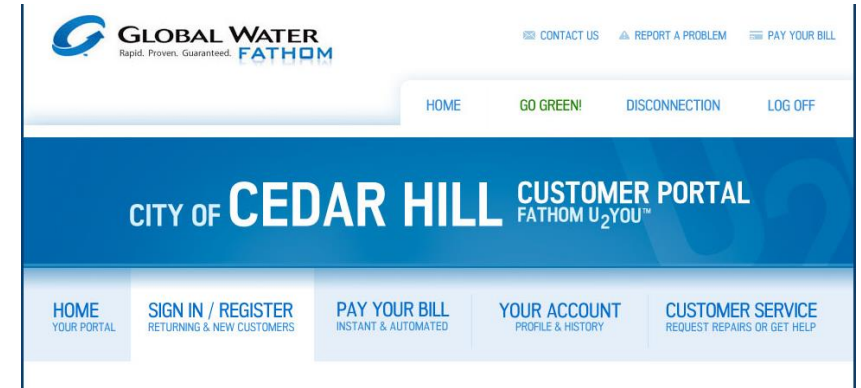 GLOBAL WATER
Rapid. Proven. Guaranteed. FATHOM
CONTACT US REPORT A PROBLEM PAY YOUR BILL
HOME GO GREEN! DISCONNECTION LOG OFF
CITY OF CEDAR HILL CUSTOMER PORTAL
FATHOM U2YOU™
HOME SIGN IN / REGISTER PAY YOUR BILL YOUR ACCOUNT CUSTOMER SERVICE
YOUR PORTAL RETURNING & NEW CUSTOMERS INSTANT & AUTOMATED PROFILE & HISTORY REQUEST REPAIRS OR GET HELP